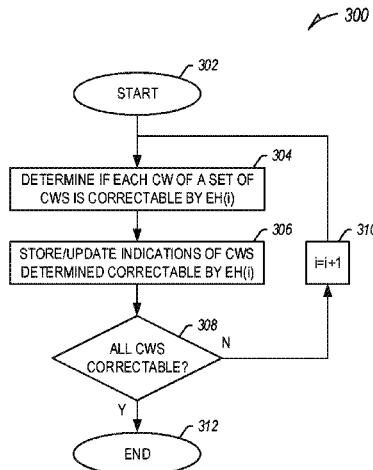 300
302
START
304
DETERMINE IF EACH CW OF A SET OF
CWS IS CORRECTABLE BY EH(i)
306
310
STORE/UPDATE INDICATIONS OF CWS
DETERMINED CORRECTABLE BY EH(i)
i=i+1
308
ALL CWS
CORRECTABLE?
N
Y
312
END